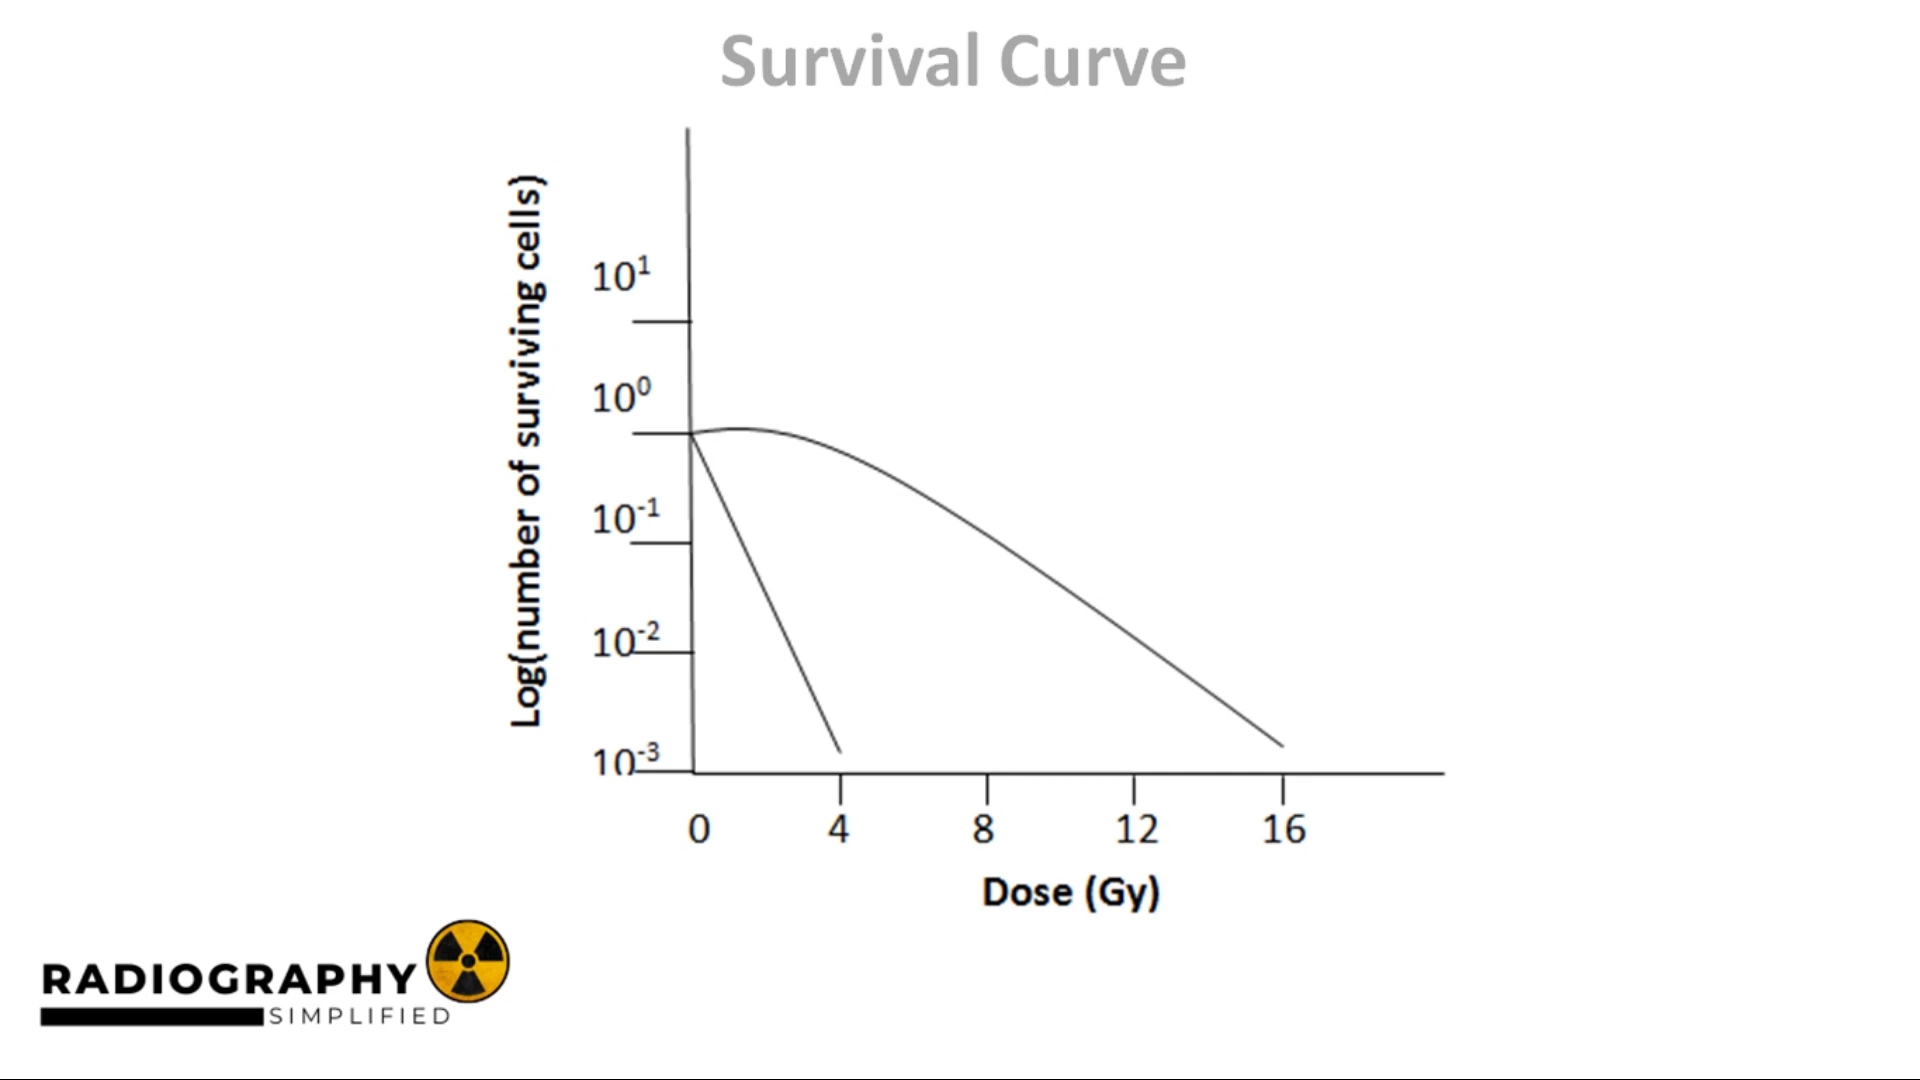 Survival Curve
Log(number of surviving cells)
10¹
10⁰
10⁻¹
10⁻²
10⁻³
0 4 8 12 16
Dose (Gy)
RADIOGRAPHY
SIMPLIFIED